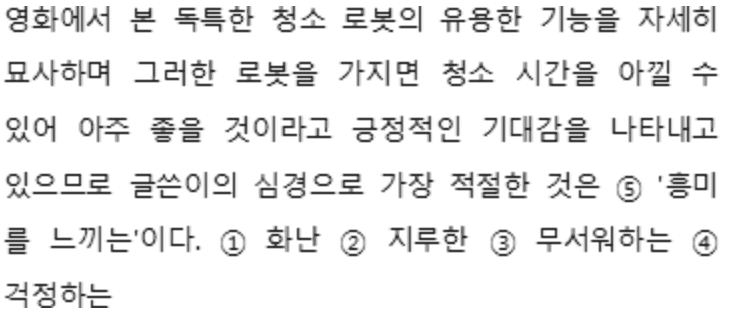 영화에서 본 독특한 청소 로봇의 유용한 기능을 자세히
묘사하며 그러한 로봇을 가지면 청소 시간을 아낄 수
있어 아주 좋을 것이라고 긍정적인 기대감을 나타내고
있으므로 글쓴이의 심경으로 가장 적절한 것은 ⑤ '흥미
를 느끼는'이다. ① 화난 ② 지루한 ③ 무서워하는 ④
걱정하는